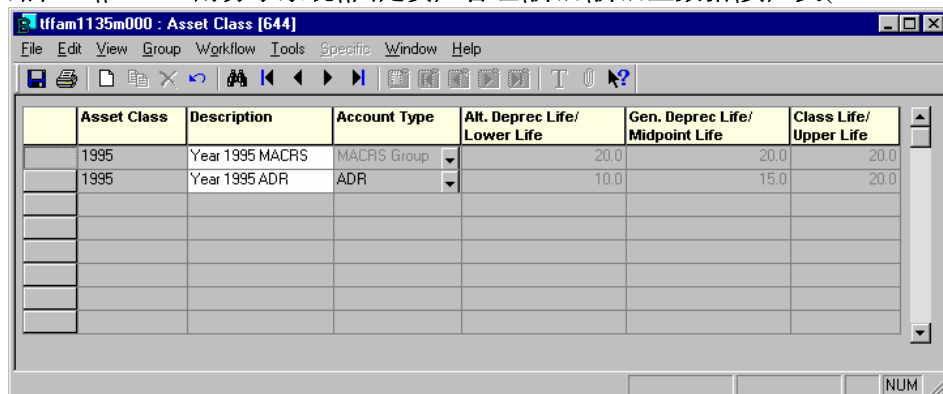 tffam1135m000 : Asset Class [644]
File Edit View Group Workflow Tools Specific Window Help
Asset Class Description Account Type Alt. Deprec Life/ Lower Life Gen. Deprec Life/ Midpoint Life Class Life/ Upper Life
1995 Year 1995 MACRS MACRS Group 20.0 20.0 20.0
1995 Year 1995 ADR ADR 10.0 15.0 20.0
NUM